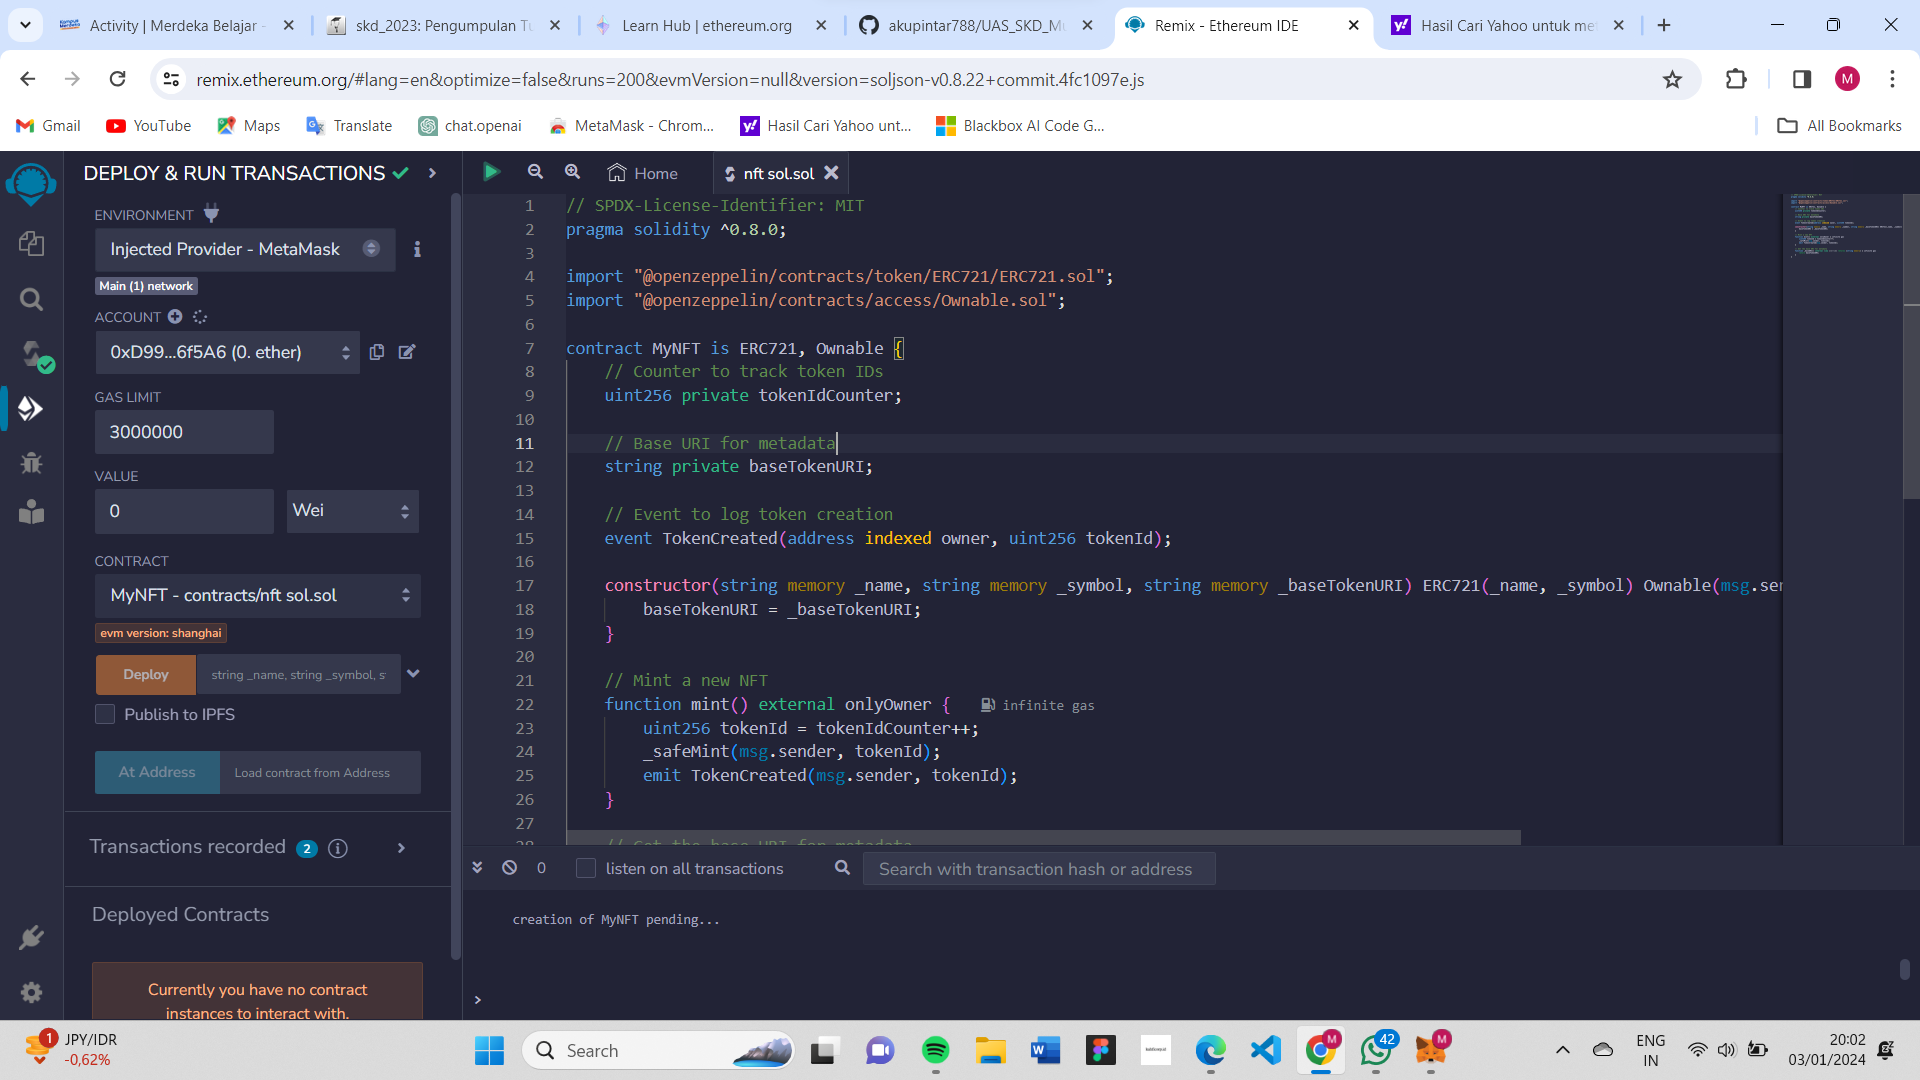 Activity | Merdeka Belajar -
skd_2023: Pengumpulan Tu
Learn Hub | ethereum.org
akupintar788/UAS_SKD_Mu
Remix - Ethereum IDE
Hasil Cari Yahoo untuk met
remix.ethereum.org/#lang=en&optimize=false&runs=200&evmVersion=null&version=soljson-v0.8.22+commit.4fc1097e.js
M
Gmail
YouTube
Maps
Translate
chat.openai
MetaMask - Chrom...
Hasil Cari Yahoo unt...
Blackbox AI Code G...
All Bookmarks
DEPLOY & RUN TRANSACTIONS
ENVIRONMENT
Injected Provider - MetaMask
Main (1) network
ACCOUNT
0xD99...6f5A6 (0. ether)
GAS LIMIT
3000000
VALUE
0
Wei
CONTRACT
MyNFT - contracts/nft sol.sol
evm version: shanghai
Deploy
string _name, string _symbol, s
Publish to IPFS
At Address
Load contract from Address
Transactions recorded 2
Deployed Contracts
Currently you have no contract
instances to interact with.
Home
nft sol.sol
1 // SPDX-License-Identifier: MIT
2 pragma solidity ^0.8.0;
3
4 import "@openzeppelin/contracts/token/ERC721/ERC721.sol";
5 import "@openzeppelin/contracts/access/Ownable.sol";
6
7 contract MyNFT is ERC721, Ownable {
8 // Counter to track token IDs
9 uint256 private tokenIdCounter;
10
11 // Base URI for metadata
12 string private baseTokenURI;
13
14 // Event to log token creation
15 event TokenCreated(address indexed owner, uint256 tokenId);
16
17 constructor(string memory _name, string memory _symbol, string memory _baseTokenURI) ERC721(_name, _symbol) Ownable(msg.sen
18 baseTokenURI = _baseTokenURI;
19 }
20
21 // Mint a new NFT
22 function mint() external onlyOwner { infinite gas
23 uint256 tokenId = tokenIdCounter++;
24 _safeMint(msg.sender, tokenId);
25 emit TokenCreated(msg.sender, tokenId);
26 }
27
0
listen on all transactions
Search with transaction hash or address
creation of MyNFT pending...
>
1
JPY/IDR
-0,62%
Search
M
42
M
ENG
IN
20:02
03/01/2024